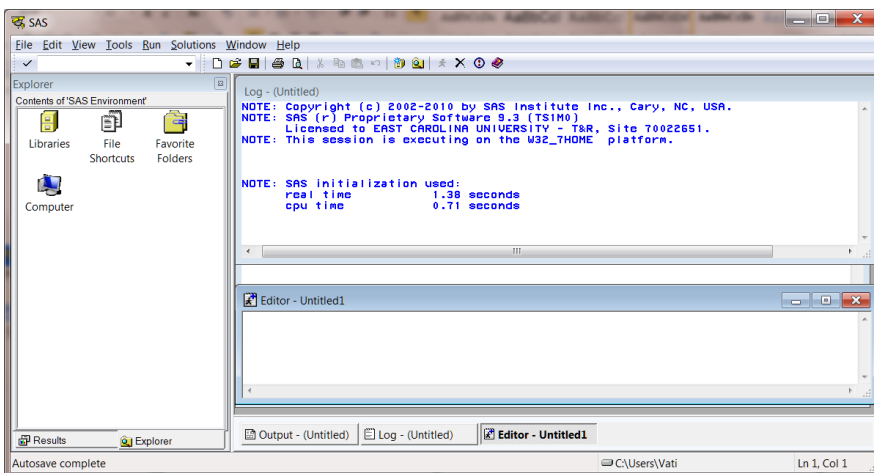 SAS
File Edit View Tools Run Solutions Window Help
Explorer
Contents of 'SAS Environment'
Libraries
File Shortcuts
Favorite Folders
Computer
Log - (Untitled)
NOTE: Copyright (c) 2002-2010 by SAS Institute Inc., Cary, NC, USA.
NOTE: SAS (r) Proprietary Software 9.3 (TS1M0)
Licensed to EAST CAROLINA UNIVERSITY - T&R, Site 70022651.
NOTE: This session is executing on the W32_7HOME platform.
NOTE: SAS initialization used:
real time 1.38 seconds
cpu time 0.71 seconds
Editor - Untitled1
Results Explorer
Output - (Untitled) Log - (Untitled) Editor - Untitled1
Autosave complete C:\Users\Vati Ln 1, Col 1